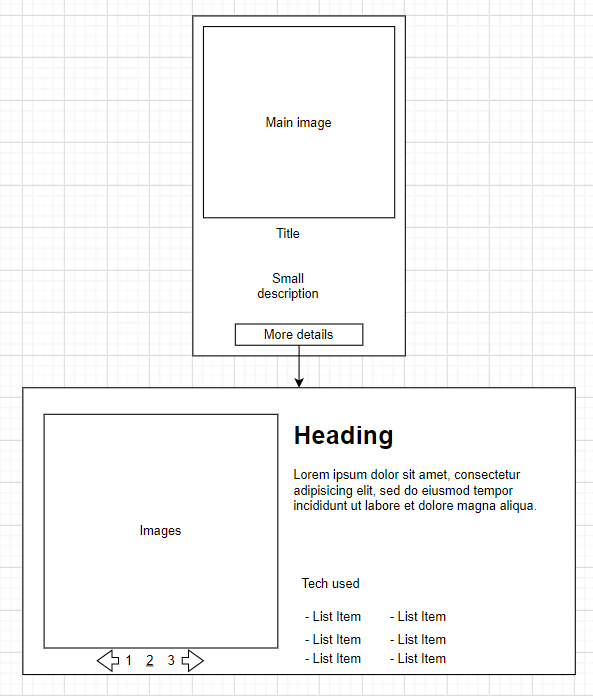 Main image
Title
Small
description
More details
Heading
Lorem ipsum dolor sit amet, consectetur
adipisicing elit, sed do eiusmod tempor
incididunt ut labore et dolore magna aliqua.
Images
Tech used
- List Item - List Item
- List Item - List Item
- List Item - List Item
1 2 3